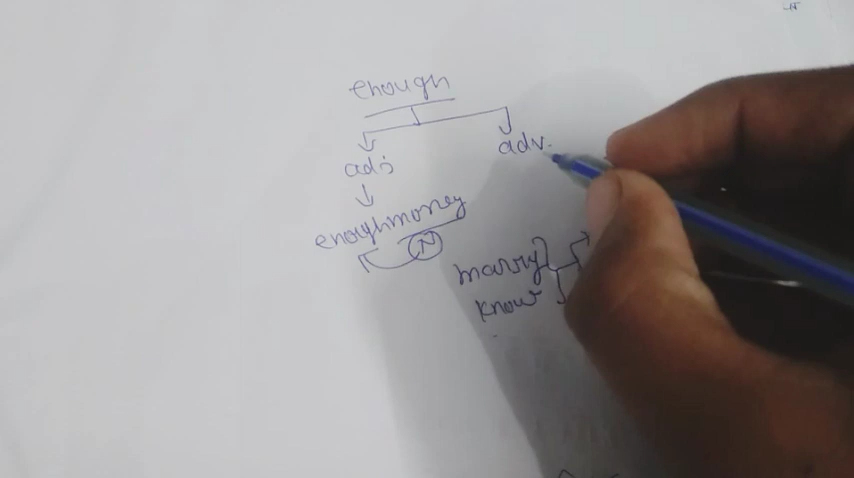 enough
adj
adv.
enough money
N
marry
know